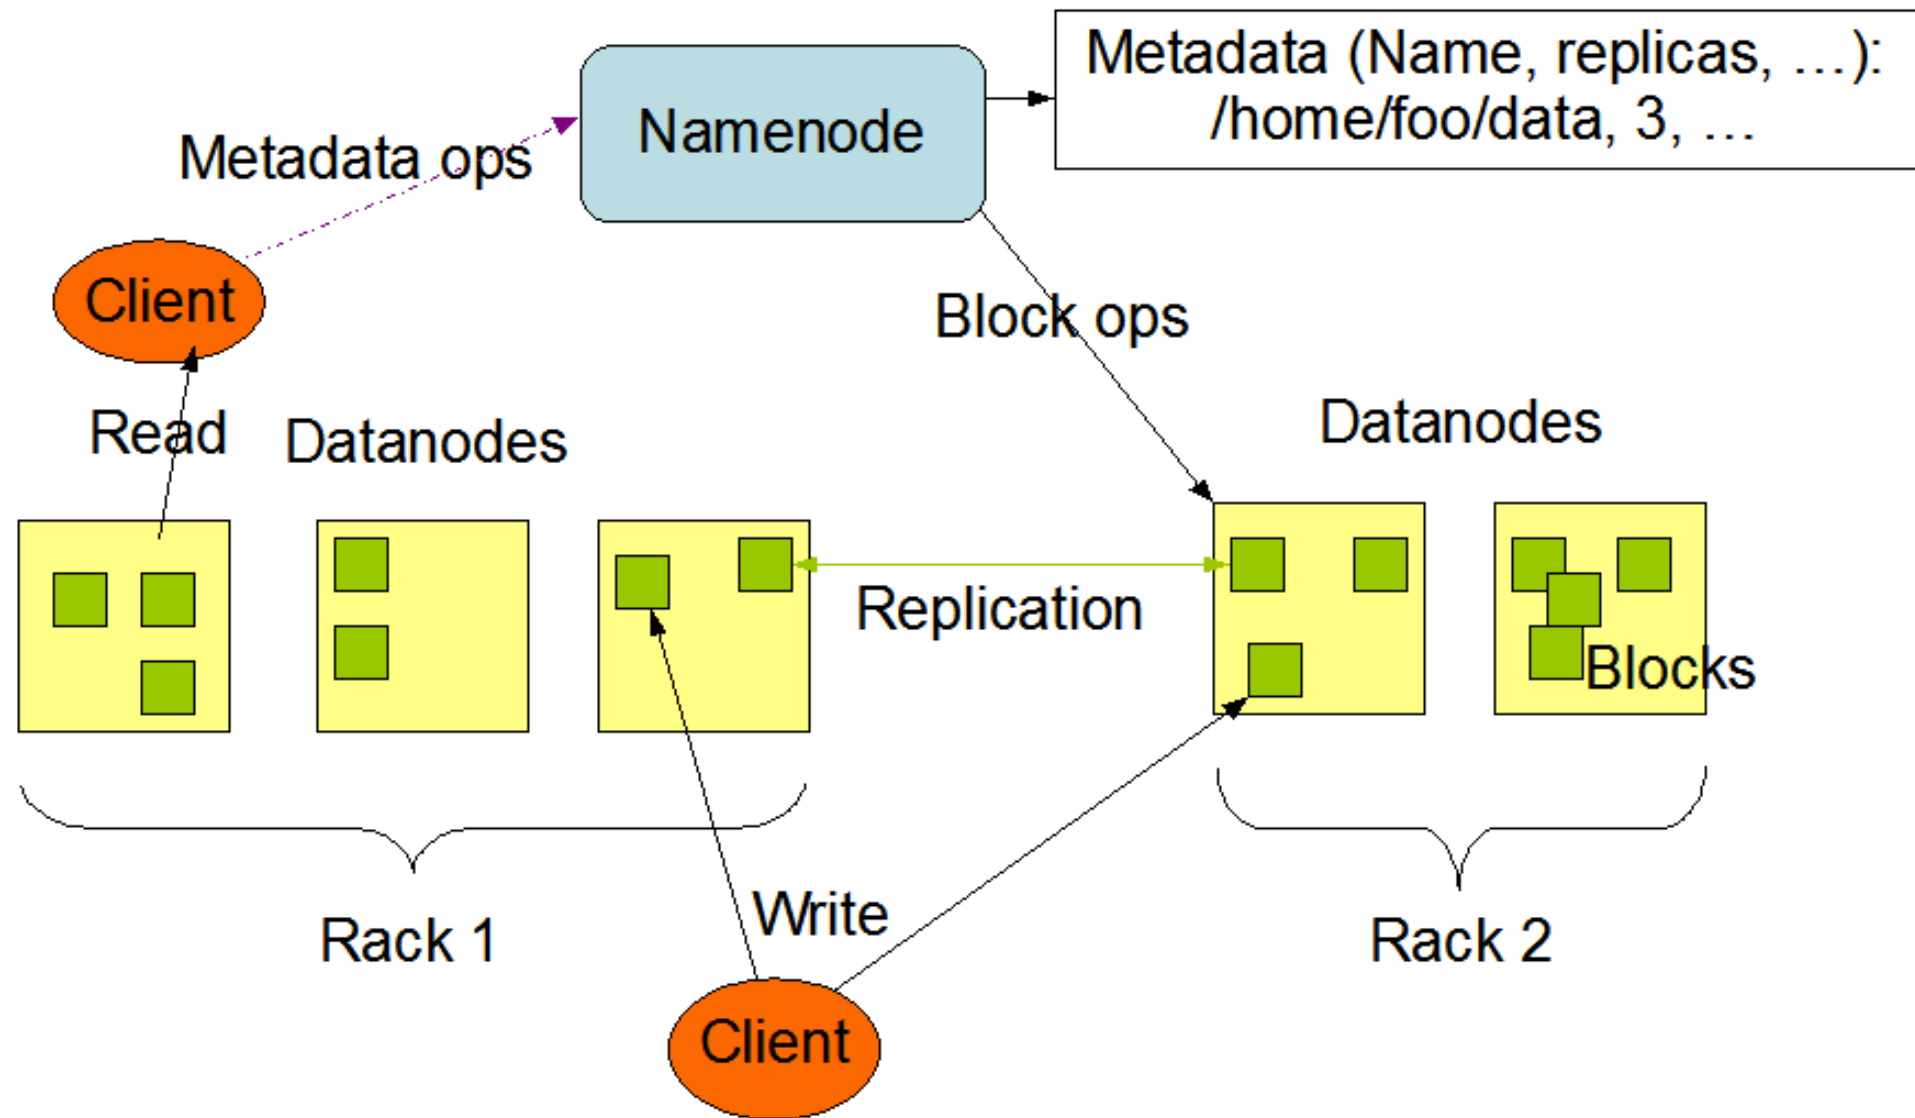 Metadata (Name, replicas, …):
/home/foo/data, 3, …
Namenode
Metadata ops
Client
Block ops
Read
Datanodes
Datanodes
Replication
Blocks
Rack 1
Write
Rack 2
Client